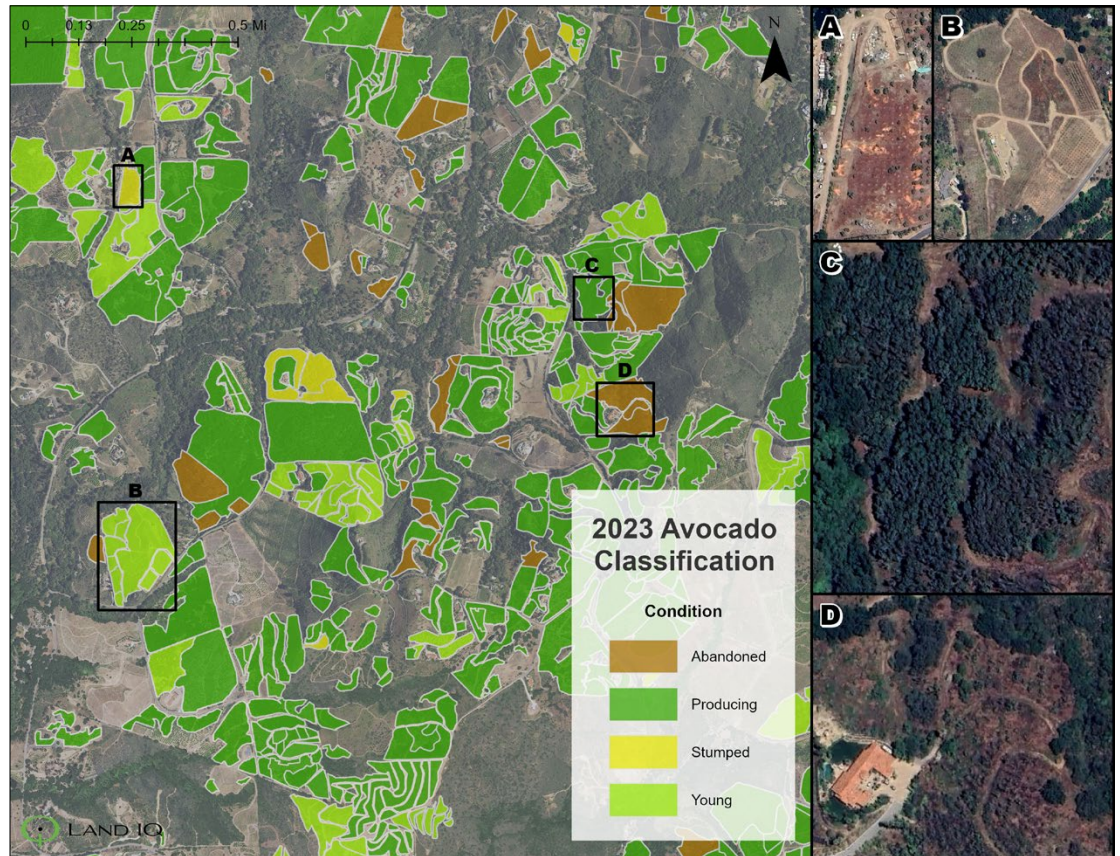 0 0.13 0.25 0.5 Mi
N
A
B
C
D
2023 Avocado
Classification
Condition
Abandoned
Producing
Stumped
Young
LAND IQ
A
B
C
D